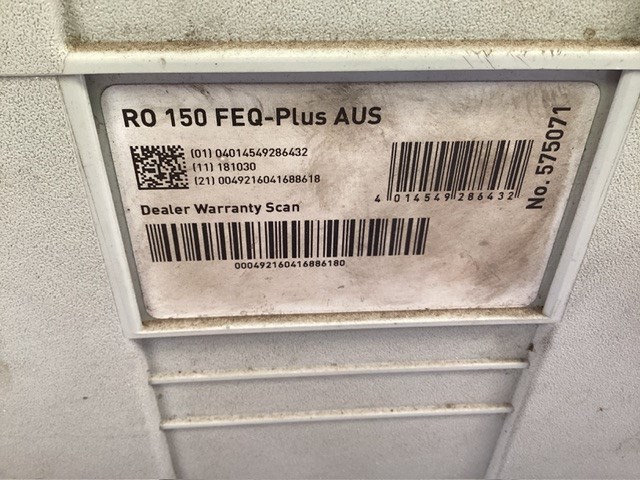 RO 150 FEQ-Plus AUS
(01) 04014549286432
(11) 181030
(21) 0049216041688618
4 014549 286432
No. 575071
Dealer Warranty Scan
000492160416886180